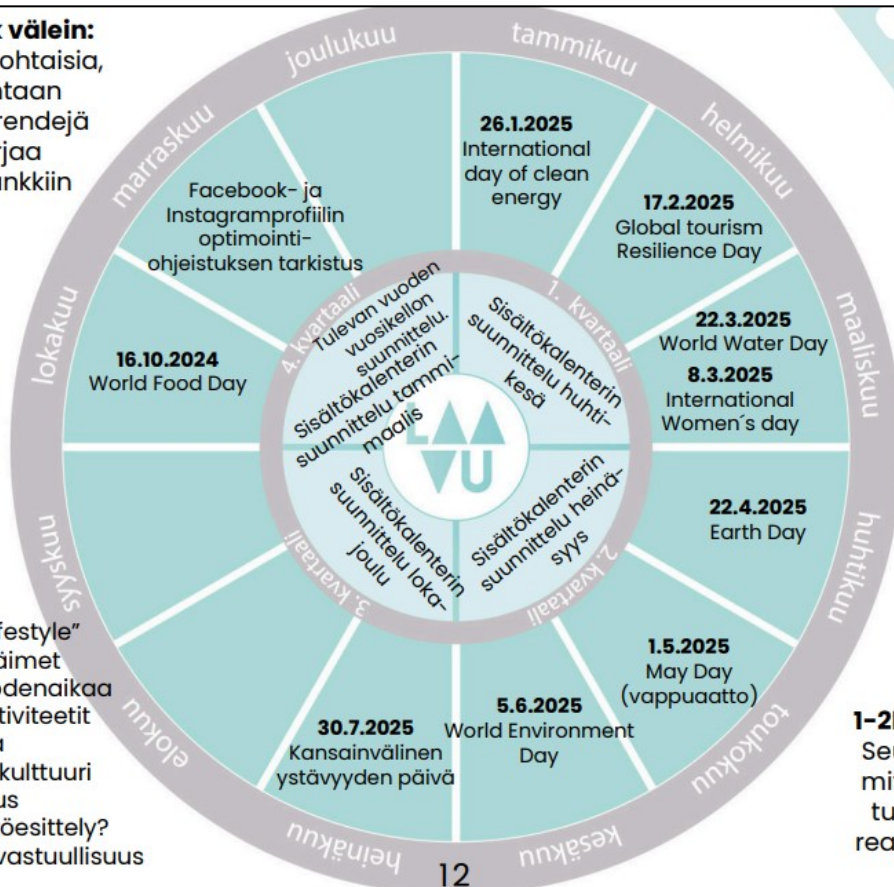 välein:
ohtaisia,
ntaan
rendejä
rjaa
nkkiin
joulukuu
tammikuu
helmikuu
maaliskuu
huhtikuu
toukokuu
kesäkuu
heinäkuu
elokuu
syyskuu
lokakuu
marraskuu
26.1.2025
International
day of clean
energy
17.2.2025
Global tourism
Resilience Day
22.3.2025
World Water Day
8.3.2025
International
Women´s day
22.4.2025
Earth Day
1.5.2025
May Day
(vappuaatto)
5.6.2025
World Environment
Day
30.7.2025
Kansainvälinen
ystävyyden päivä
16.10.2024
World Food Day
Facebook- ja
Instagramprofiilin
optimointi-
ohjeistuksen tarkistus
1. kvartaali
Sisältökalenterin
suunnittelu huhti-
kesä
2. kvartaali
Sisältökalenterin
suunnittelu heinä-
syys
3. kvartaali
Sisältökalenterin
suunnittelu loka-
joulu
4. kvartaali
Tulevan vuoden
vuosikellon
suunnittelu.
Sisältökalenterin
suunnittelu tammi-
maalis
LAAVU
festyle”
äimet
odenaikaa
tiviteetit
kulttuuri
us
öesittely?
vastuullisuus
1-2
Seu
mi
tu
rea
12